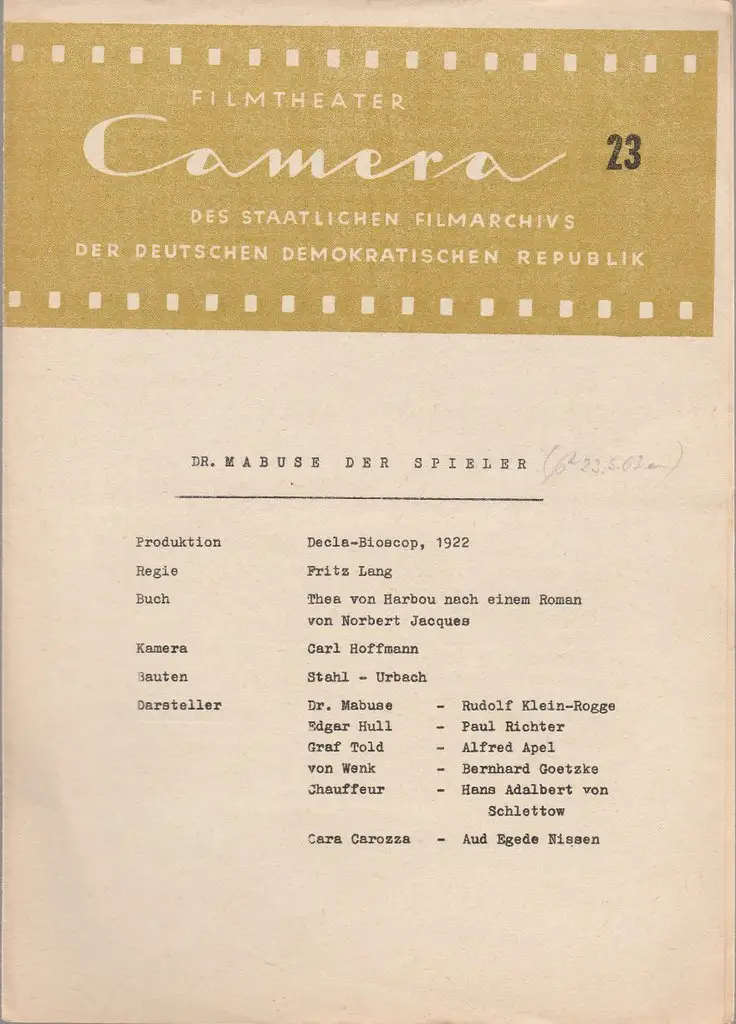 FILMTHEATER
Camera 23
DES STAATLICHEN FILMARCHIVS
DER DEUTSCHEN DEMOKRATISCHEN REPUBLIK
DR. MABUSE DER SPIELER
Produktion Decla-Bioscop, 1922
Regie Fritz Lang
Buch Thea von Harbou nach einem Roman
von Norbert Jacques
Kamera Carl Hoffmann
Bauten Stahl - Urbach
Darsteller Dr. Mabuse - Rudolf Klein-Rogge
Edgar Hull - Paul Richter
Graf Told - Alfred Apel
von Wenk - Bernhard Goetzke
Chauffeur - Hans Adalbert von
Schlettow
Cara Carozza - Aud Egede Nissen